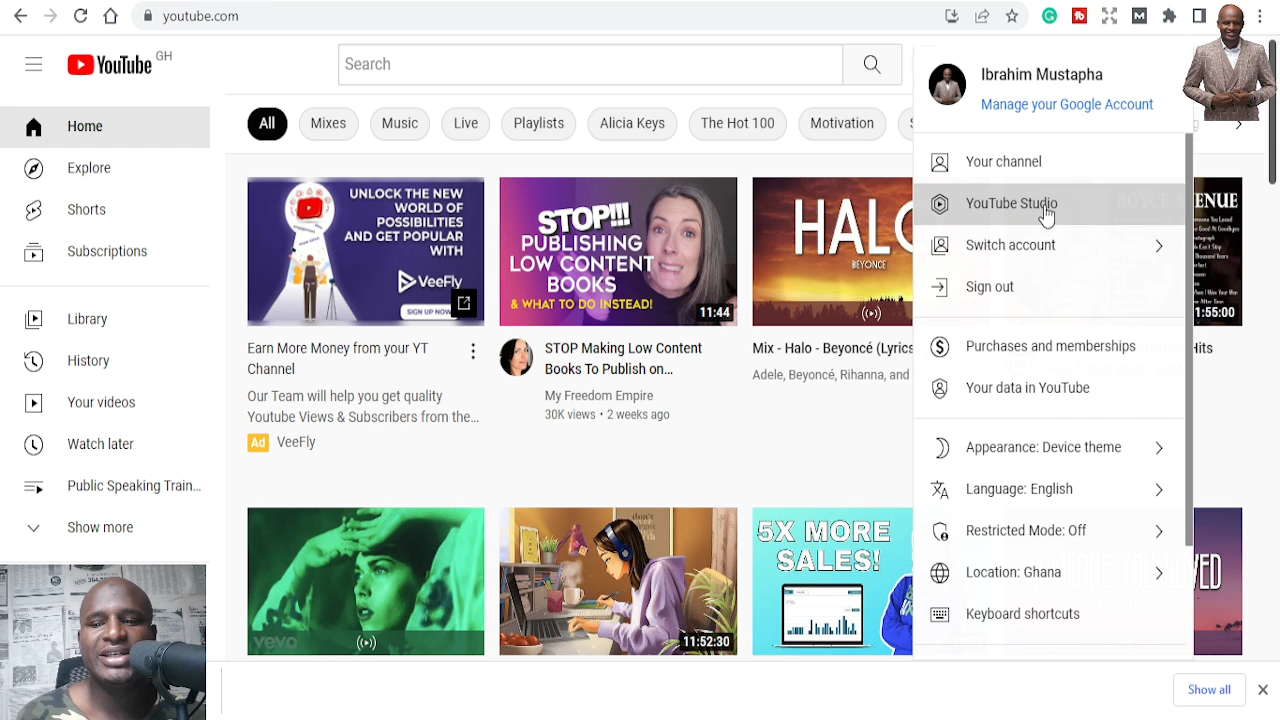 youtube.com
YouTube GH
Search
Home
Explore
Shorts
Subscriptions
Library
History
Your videos
Watch later
Public Speaking Train...
Show more
All
Mixes
Music
Live
Playlists
Alicia Keys
The Hot 100
Motivation
UNLOCK THE NEW
WORLD OF
POSSIBILITIES
AND GET POPULAR
WITH
VEEFLY
SIGN UP NOW
Earn More Money from your YT
Channel
Our Team will help you get quality
Youtube Views & Subscribers from the...
Ad VeeFly
STOP!!!
PUBLISHING
LOW CONTENT
BOOKS
& WHAT TO DO INSTEAD!
11:44
STOP Making Low Content
Books To Publish on...
My Freedom Empire
30K views • 2 weeks ago
HALO
BEYONCÉ
Mix - Halo - Beyoncé (Lyrics
Adele, Beyoncé, Rihanna, and
1:55:00
Hits
vevo
11:52:30
5X MORE
SALES!
Ibrahim Mustapha
Manage your Google Account
Your channel
YouTube Studio
Switch account
Sign out
Purchases and memberships
Your data in YouTube
Appearance: Device theme
Language: English
Restricted Mode: Off
Location: Ghana
Keyboard shortcuts
Show all